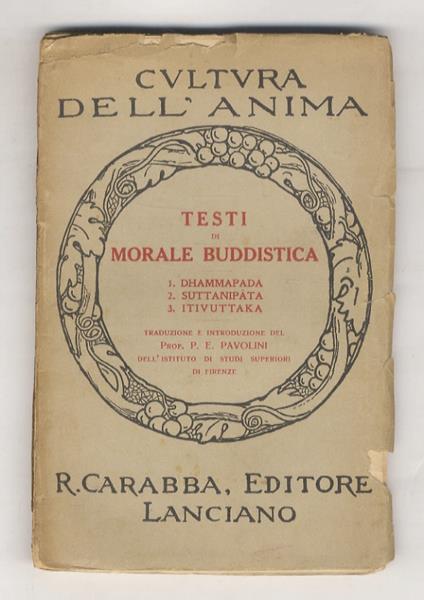 CVLTVRA
DELL'ANIMA
TESTI
DI
MORALE BUDDISTICA
1. DHAMMAPADA
2. SUTTANIPÂTA
3. ITIVUTTAKA
TRADUZIONE E INTRODUZIONE DEL
PROF. P. E. PAVOLINI
DELL'ISTITUTO DI STUDI SUPERIORI
DI FIRENZE
R. CARABBA, EDITORE
LANCIANO